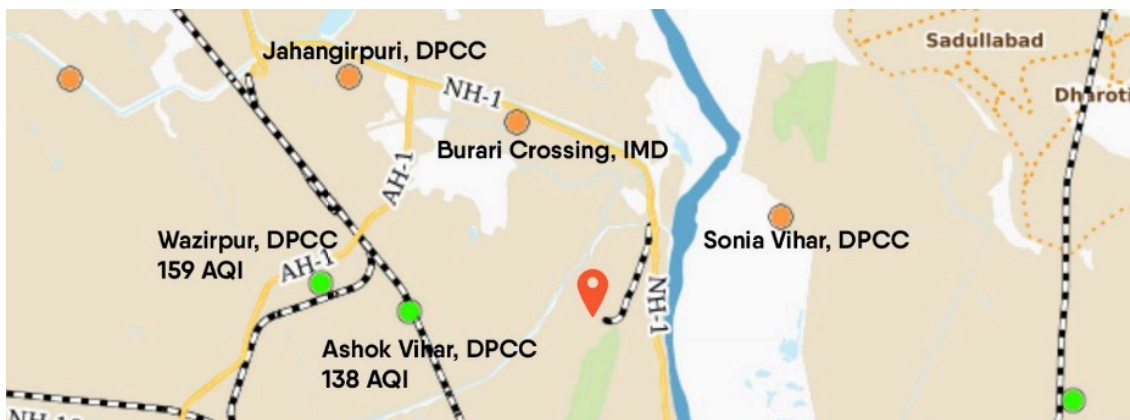 Jahangirpuri, DPCC
Sadullabad
NH-1
Dharoti
Burari Crossing, IMD
AH-1
Wazirpur, DPCC
159 AQI
AH-1
Sonia Vihar, DPCC
NH-1
Ashok Vihar, DPCC
138 AQI